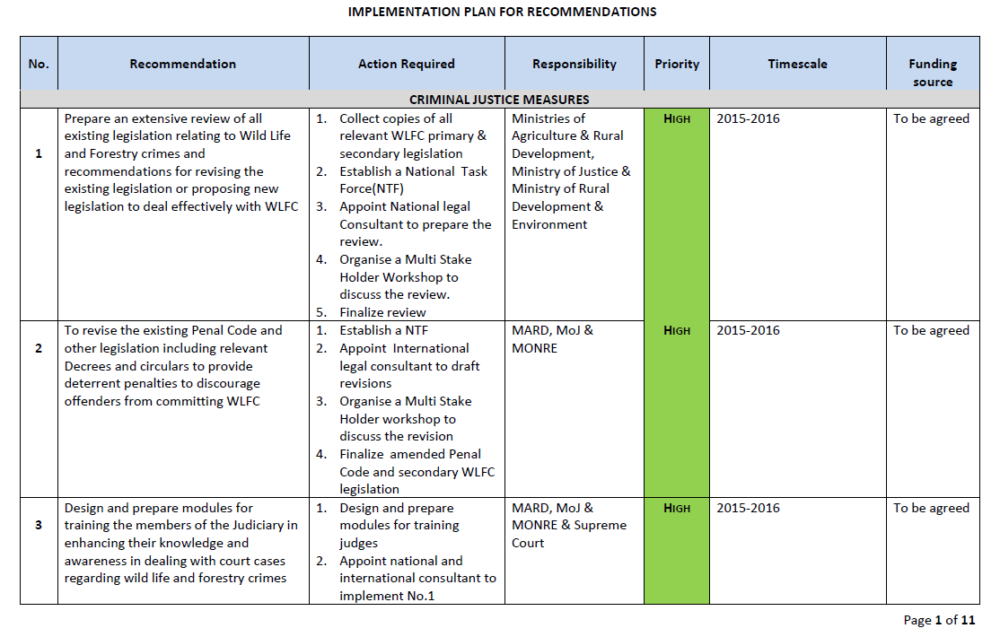 IMPLEMENTATION PLAN FOR RECOMMENDATIONS
No. Recommendation Action Required Responsibility Priority Timescale Funding
source
CRIMINAL JUSTICE MEASURES
1
Prepare an extensive review of all
existing legislation relating to Wild Life
and Forestry crimes and
recommendations for revising the
existing legislation or proposing new
legislation to deal effectively with WLFC
1. Collect copies of all
relevant WLFC primary &
secondary legislation
2. Establish a National Task
Force(NTF)
3. Appoint National legal
Consultant to prepare the
review.
4. Organise a Multi Stake
Holder Workshop to
discuss the review.
5. Finalize review
Ministries of
Agriculture & Rural
Development,
Ministry of Justice &
Ministry of Rural
Development &
Environment
HIGH
2015-2016
To be agreed
2
To revise the existing Penal Code and
other legislation including relevant
Decrees and circulars to provide
deterrent penalties to discourage
offenders from committing WLFC
1. Establish a NTF
2. Appoint International
legal consultant to draft
revisions
3. Organise a Multi Stake
Holder workshop to
discuss the revision
4. Finalize amended Penal
Code and secondary WLFC
legislation
MARD, MoJ &
MONRE
HIGH
2015-2016
To be agreed
3
Design and prepare modules for
training the members of the Judiciary in
enhancing their knowledge and
awareness in dealing with court cases
regarding wild life and forestry crimes
1. Design and prepare
modules for training
judges
2. Appoint national and
international consultant to
implement No.1
MARD, MoJ &
MONRE & Supreme
Court
HIGH
2015-2016
To be agreed
Page 1 of 11